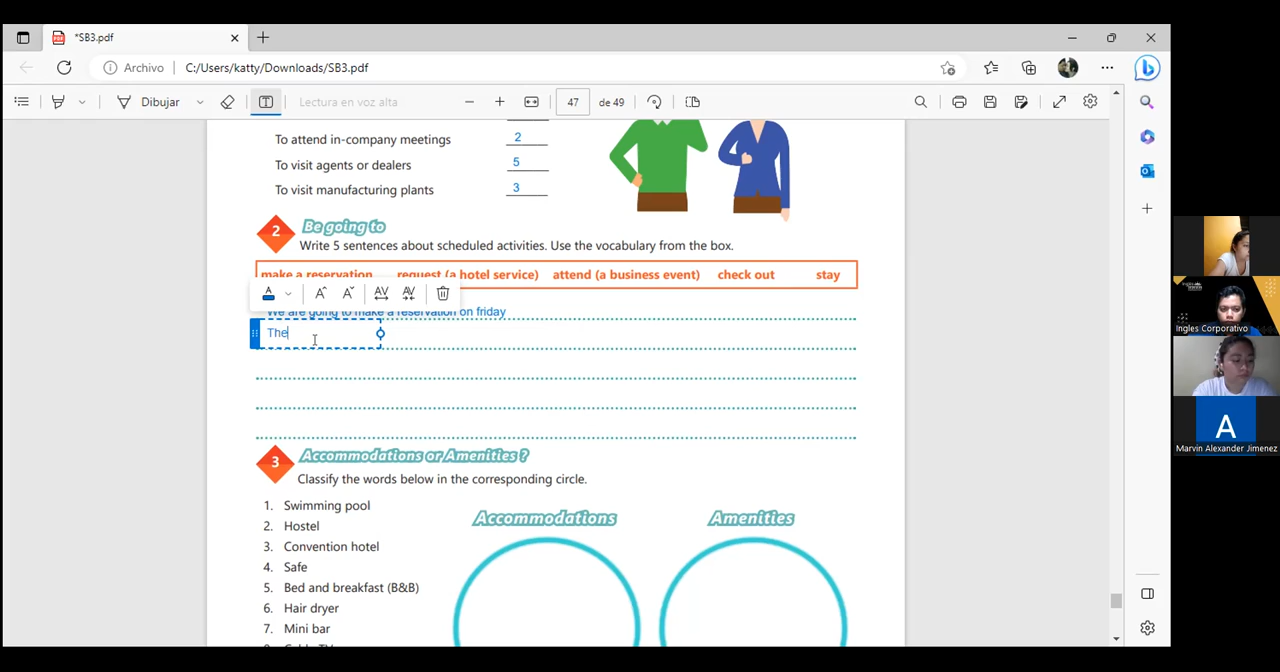 *SB3.pdf
Archivo
C:/Users/katty/Downloads/SB3.pdf
Dibujar
Lectura en voz alta
47
de 49
To attend in-company meetings 2
To visit agents or dealers 5
To visit manufacturing plants 3
2 Be going to
Write 5 sentences about scheduled activities. Use the vocabulary from the box.
make a reservation request (a hotel service) attend (a business event) check out stay
We are going to make a reservation on friday
The
3 Accommodations or Amenities ?
Classify the words below in the corresponding circle.
1. Swimming pool
2. Hostel
3. Convention hotel
4. Safe
5. Bed and breakfast (B&B)
6. Hair dryer
7. Mini bar
Accommodations
Amenities
Ingles Corporativo
A
Marvin Alexander Jimenez